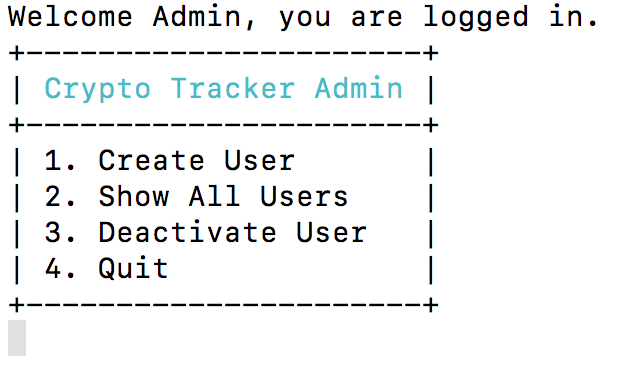 Welcome Admin, you are logged in.
+----------------------+
| Crypto Tracker Admin |
+----------------------+
| 1. Create User       |
| 2. Show All Users    |
| 3. Deactivate User   |
| 4. Quit              |
+----------------------+